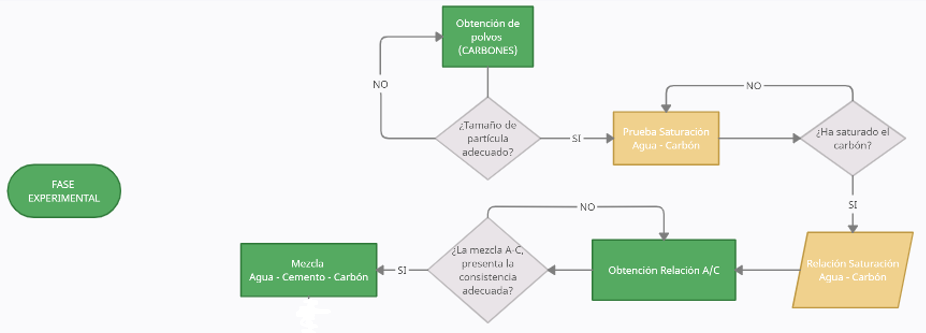 Obtención de
polvos
(CARBONES)
NO
¿Tamaño de
partícula
adecuado?
SI
Prueba Saturación
Agua - Carbón
NO
¿Ha saturado el
carbón?
SI
FASE
EXPERIMENTAL
Relación Saturación
Agua - Carbón
Obtención Relación A/C
NO
¿La mezcla A-C,
presenta la
consistencia
adecuada?
SI
Mezcla
Agua - Cemento - Carbón